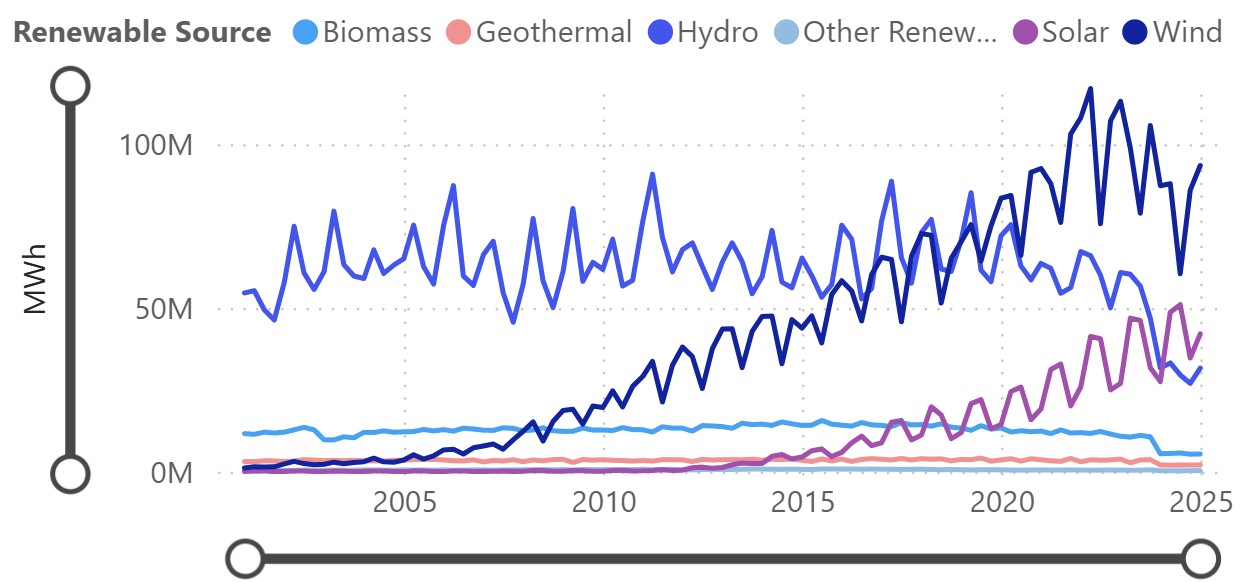 Renewable Source Biomass Geothermal Hydro Other Renew... Solar Wind
MWh
100M
50M
0M
2005 2010 2015 2020 2025